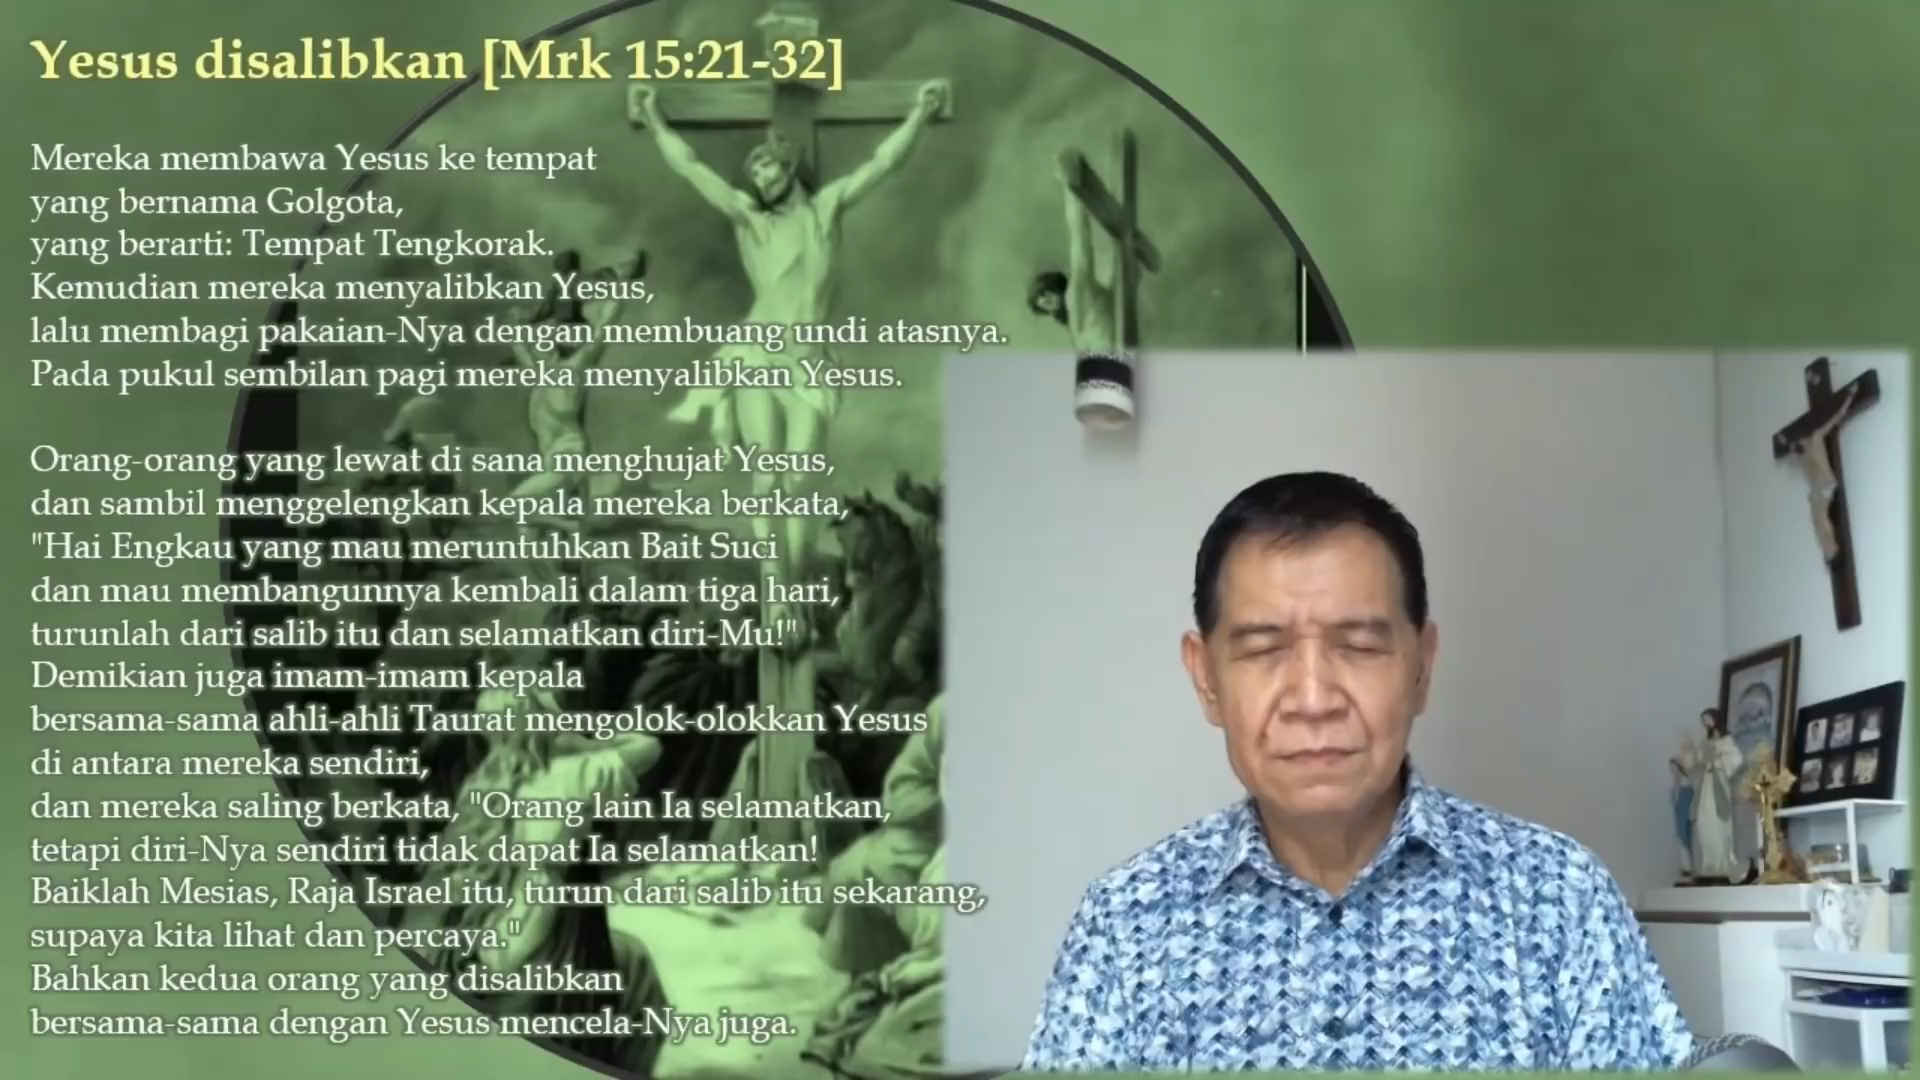 Yesus disalibkan [Mrk 15:21-32]
Mereka membawa Yesus ke tempat
yang bernama Golgota,
yang berarti: Tempat Tengkorak.
Kemudian mereka menyalibkan Yesus,
lalu membagi pakaian-Nya dengan membuang undi atasnya.
Pada pukul sembilan pagi mereka menyalibkan Yesus.
Orang-orang yang lewat di sana menghujat Yesus,
dan sambil menggelengkan kepala mereka berkata,
"Hai Engkau yang mau meruntuhkan Bait Suci
dan mau membangunnya kembali dalam tiga hari,
turunlah dari salib itu dan selamatkan diri-Mu!"
Demikian juga imam-imam kepala
bersama-sama ahli-ahli Taurat mengolok-olokkan Yesus
di antara mereka sendiri,
dan mereka saling berkata, "Orang lain Ia selamatkan,
tetapi diri-Nya sendiri tidak dapat Ia selamatkan!
Baiklah Mesias, Raja Israel itu, turun dari salib itu sekarang,
supaya kita lihat dan percaya."
Bahkan kedua orang yang disalibkan
bersama-sama dengan Yesus mencela-Nya juga.